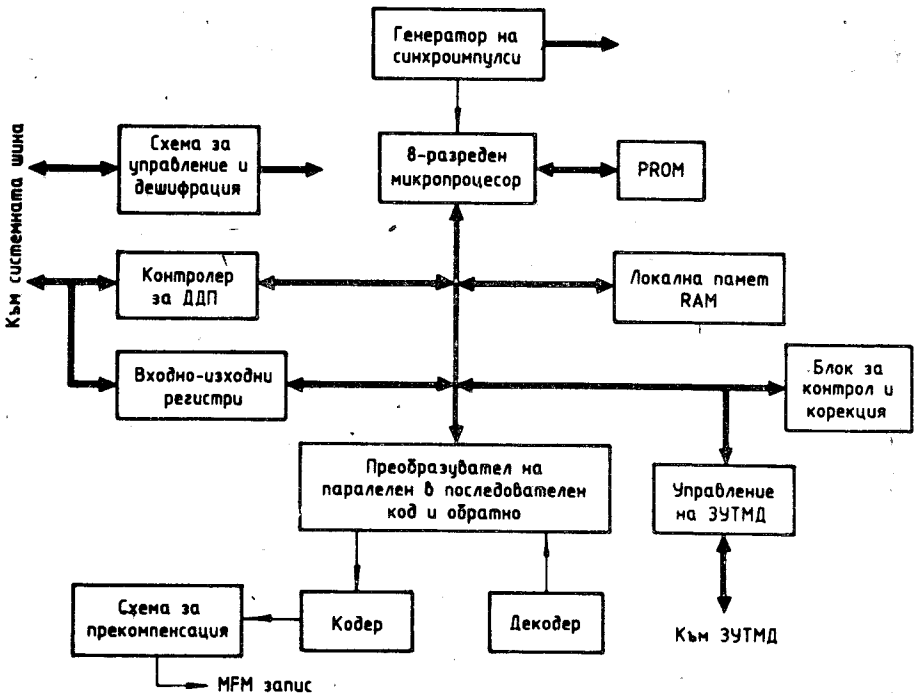 Генератор на
синхроимпулси
Към системната шина
Схема за
управление и
дешифрация
8-разреден
микропроцесор
PROM
Контролер
за ДДП
Локална памет
RAM
Входно-изходни
регистри
Блок за
контрол и
корекция
Преобразувател на
паралелен в последователен
код и обратно
Управление
на ЗУТМД
Схема за
прекомпенсация
Кодер
Декодер
Към ЗУТМД
MFM запис